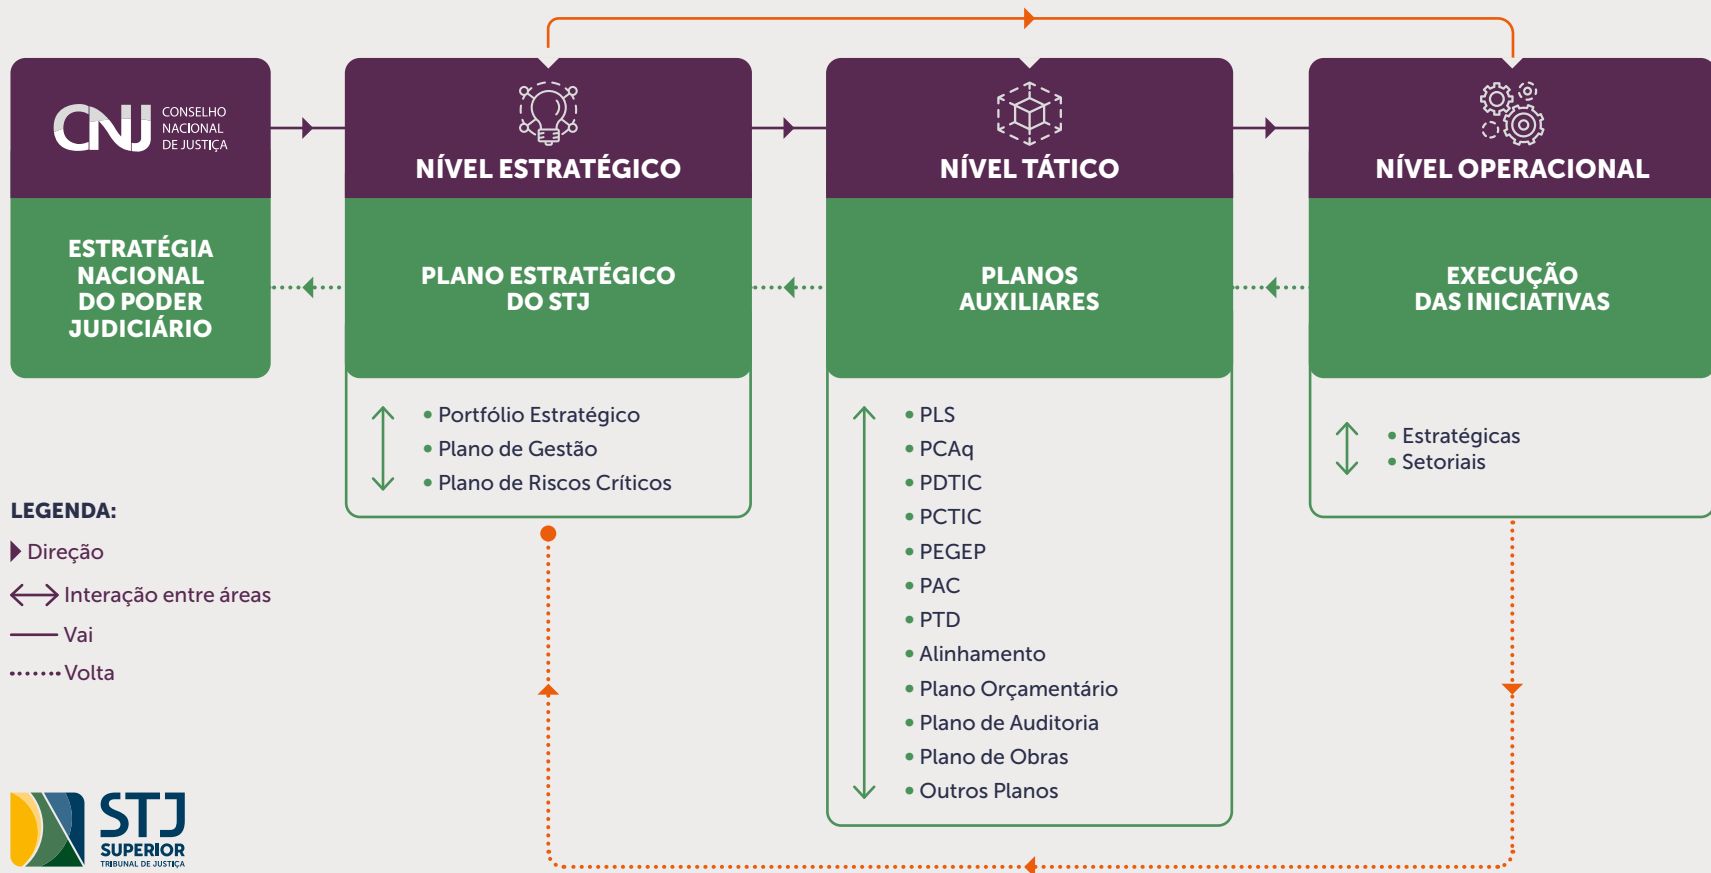 CNJ
CONSELHO
NACIONAL
DE JUSTIÇA
ESTRATÉGIA
NACIONAL
DO PODER
JUDICIÁRIO
NÍVEL ESTRATÉGICO
PLANO ESTRATÉGICO
DO STJ
• Portfólio Estratégico
• Plano de Gestão
• Plano de Riscos Críticos
NÍVEL TÁTICO
PLANOS
AUXILIARES
• PLS
• PCAq
• PDTIC
• PCTIC
• PEGEP
• PAC
• PTD
• Alinhamento
• Plano Orçamentário
• Plano de Auditoria
• Plano de Obras
• Outros Planos
NÍVEL OPERACIONAL
EXECUÇÃO
DAS INICIATIVAS
• Estratégicas
• Setoriais
LEGENDA:
Direção
Interação entre áreas
Vai
Volta
STJ
SUPERIOR
TRIBUNAL DE JUSTIÇA